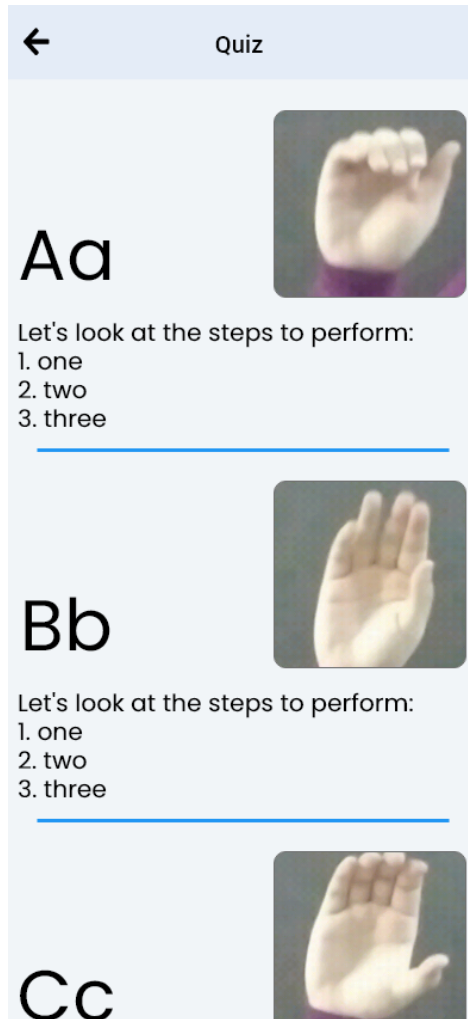 Quiz
Aa
Let's look at the steps to perform:
1. one
2. two
3. three
Bb
Let's look at the steps to perform:
1. one
2. two
3. three
Cc